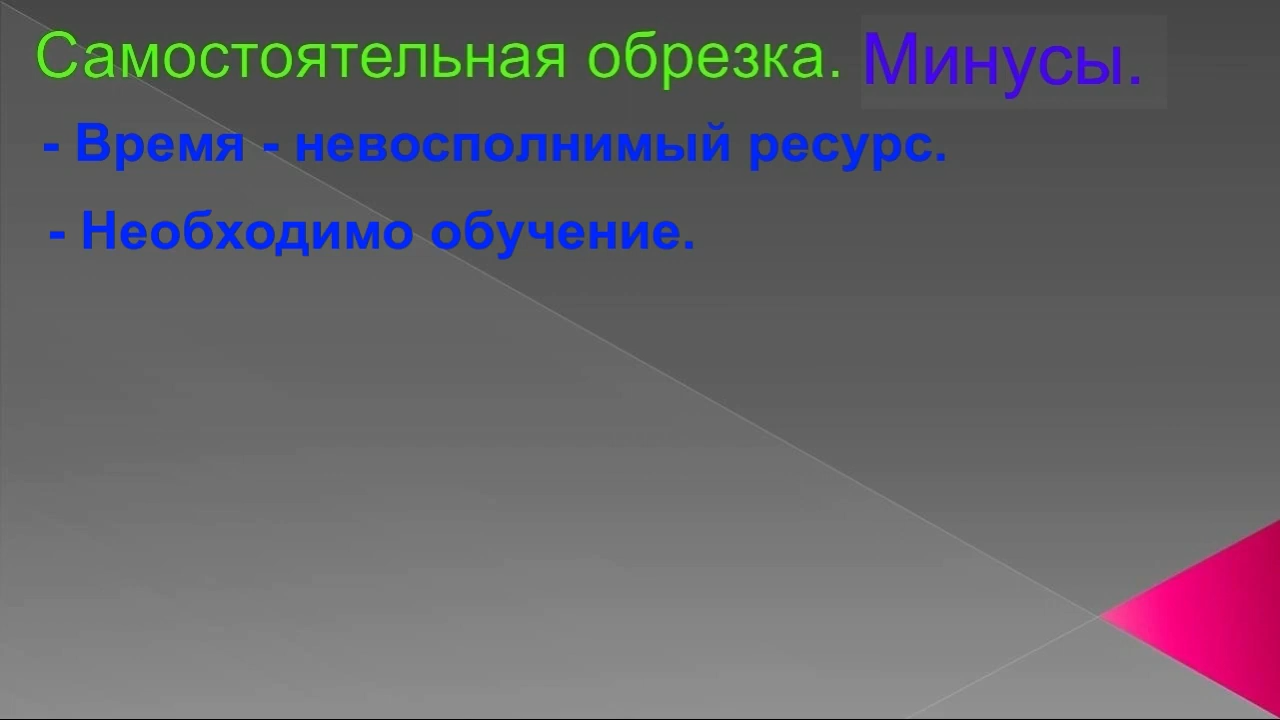 Самостоятельная обрезка. Минусы.
- Время - невосполнимый ресурс.
- Необходимо обучение.